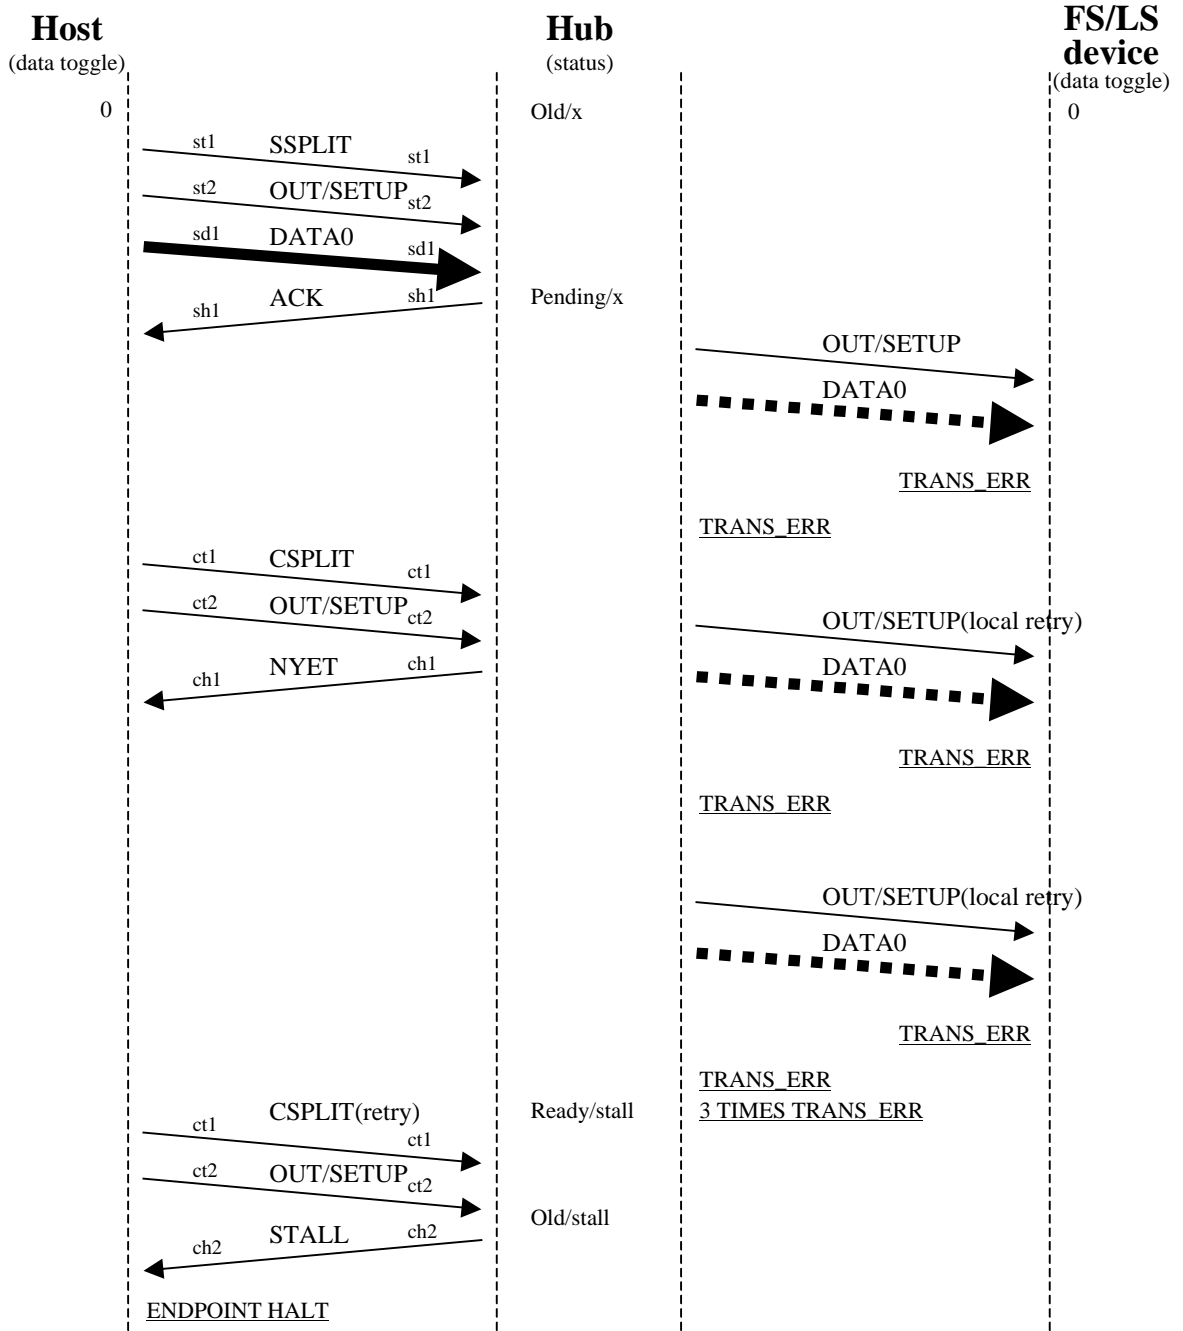 Host
(data toggle)
Hub
(status)
FS/LS
device
(data toggle)
0
Old/x
0
st1 SSPLIT st1
st2 OUT/SETUP st2
sd1 DATA0 sd1
ACK sh1
sh1
Pending/x
OUT/SETUP
DATA0
TRANS_ERR
TRANS_ERR
ct1 CSPLIT ct1
ct2 OUT/SETUP ct2
NYET ch1
ch1
OUT/SETUP(local retry)
DATA0
TRANS_ERR
TRANS_ERR
OUT/SETUP(local retry)
DATA0
TRANS_ERR
TRANS_ERR
3 TIMES TRANS_ERR
Ready/stall
CSPLIT(retry)
ct1 ct1
ct2 OUT/SETUP ct2
Old/stall
STALL ch2
ch2
ENDPOINT HALT